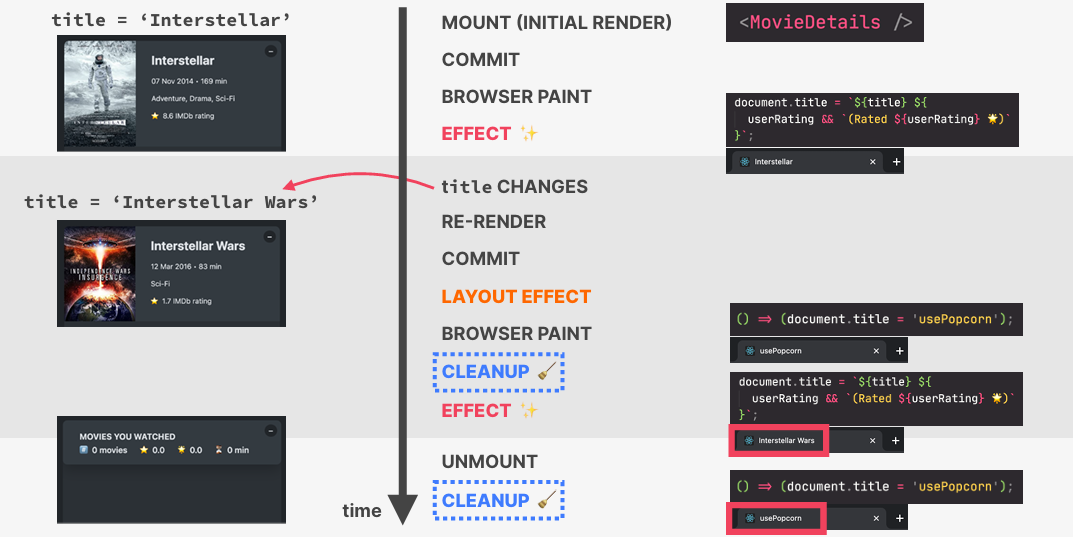 title = ‘Interstellar’
Interstellar
07 Nov 2014 • 169 min
Adventure, Drama, Sci-Fi
⭐ 8.6 IMDb rating
INTERSTELLAR
MOUNT (INITIAL RENDER)
COMMIT
BROWSER PAINT
EFFECT ✨
<MovieDetails />
document.title = `${title} ${
userRating && `(Rated ${userRating} 🌟)`
}`;
Interstellar × +
title = ‘Interstellar Wars’
Interstellar Wars
12 Mar 2016 • 83 min
Sci-Fi
⭐ 1.7 IMDb rating
INDEPENDENCE WARS
INSURGENCE
title CHANGES
RE-RENDER
COMMIT
LAYOUT EFFECT
BROWSER PAINT
CLEANUP 🧹
EFFECT ✨
() => (document.title = 'usePopcorn');
usePopcorn × +
document.title = `${title} ${
userRating && `(Rated ${userRating} 🌟)`
}`;
Interstellar Wars × +
MOVIES YOU WATCHED
#️⃣ 0 movies ⭐ 0.0 🌟 0.0 ⏳ 0 min
UNMOUNT
CLEANUP 🧹
time
() => (document.title = 'usePopcorn');
usePopcorn × +